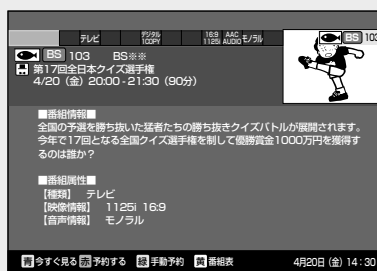 テレビ
デジタル 1COPY
16:9 1125i
AAC AUDIO
モノラル
BS 103 BS※※
BS 103
第17回全日本クイズ選手権
4/20（金）20:00-21:30（90分）
■番組情報■
全国の予選を勝ち抜いた猛者たちの勝ち抜きクイズバトルが展開されます。
今年で17回となる全国クイズ選手権を制して優勝賞金1000万円を獲得するのは誰か？
■番組属性■
【種類】 テレビ
【映像情報】 1125i 16:9
【音声情報】 モノラル
青 今すぐ見る 赤 予約する 緑 手動予約 黄 番組表 4月20日（金）14：30